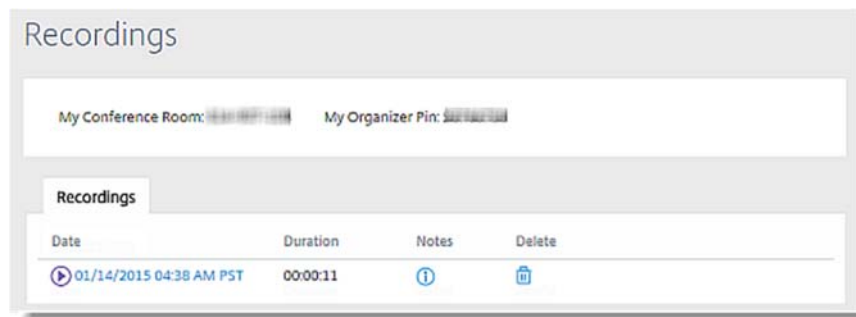 Recordings
My Conference Room: My Organizer Pin:
Recordings
Date Duration Notes Delete
01/14/2015 04:38 AM PST 00:00:11